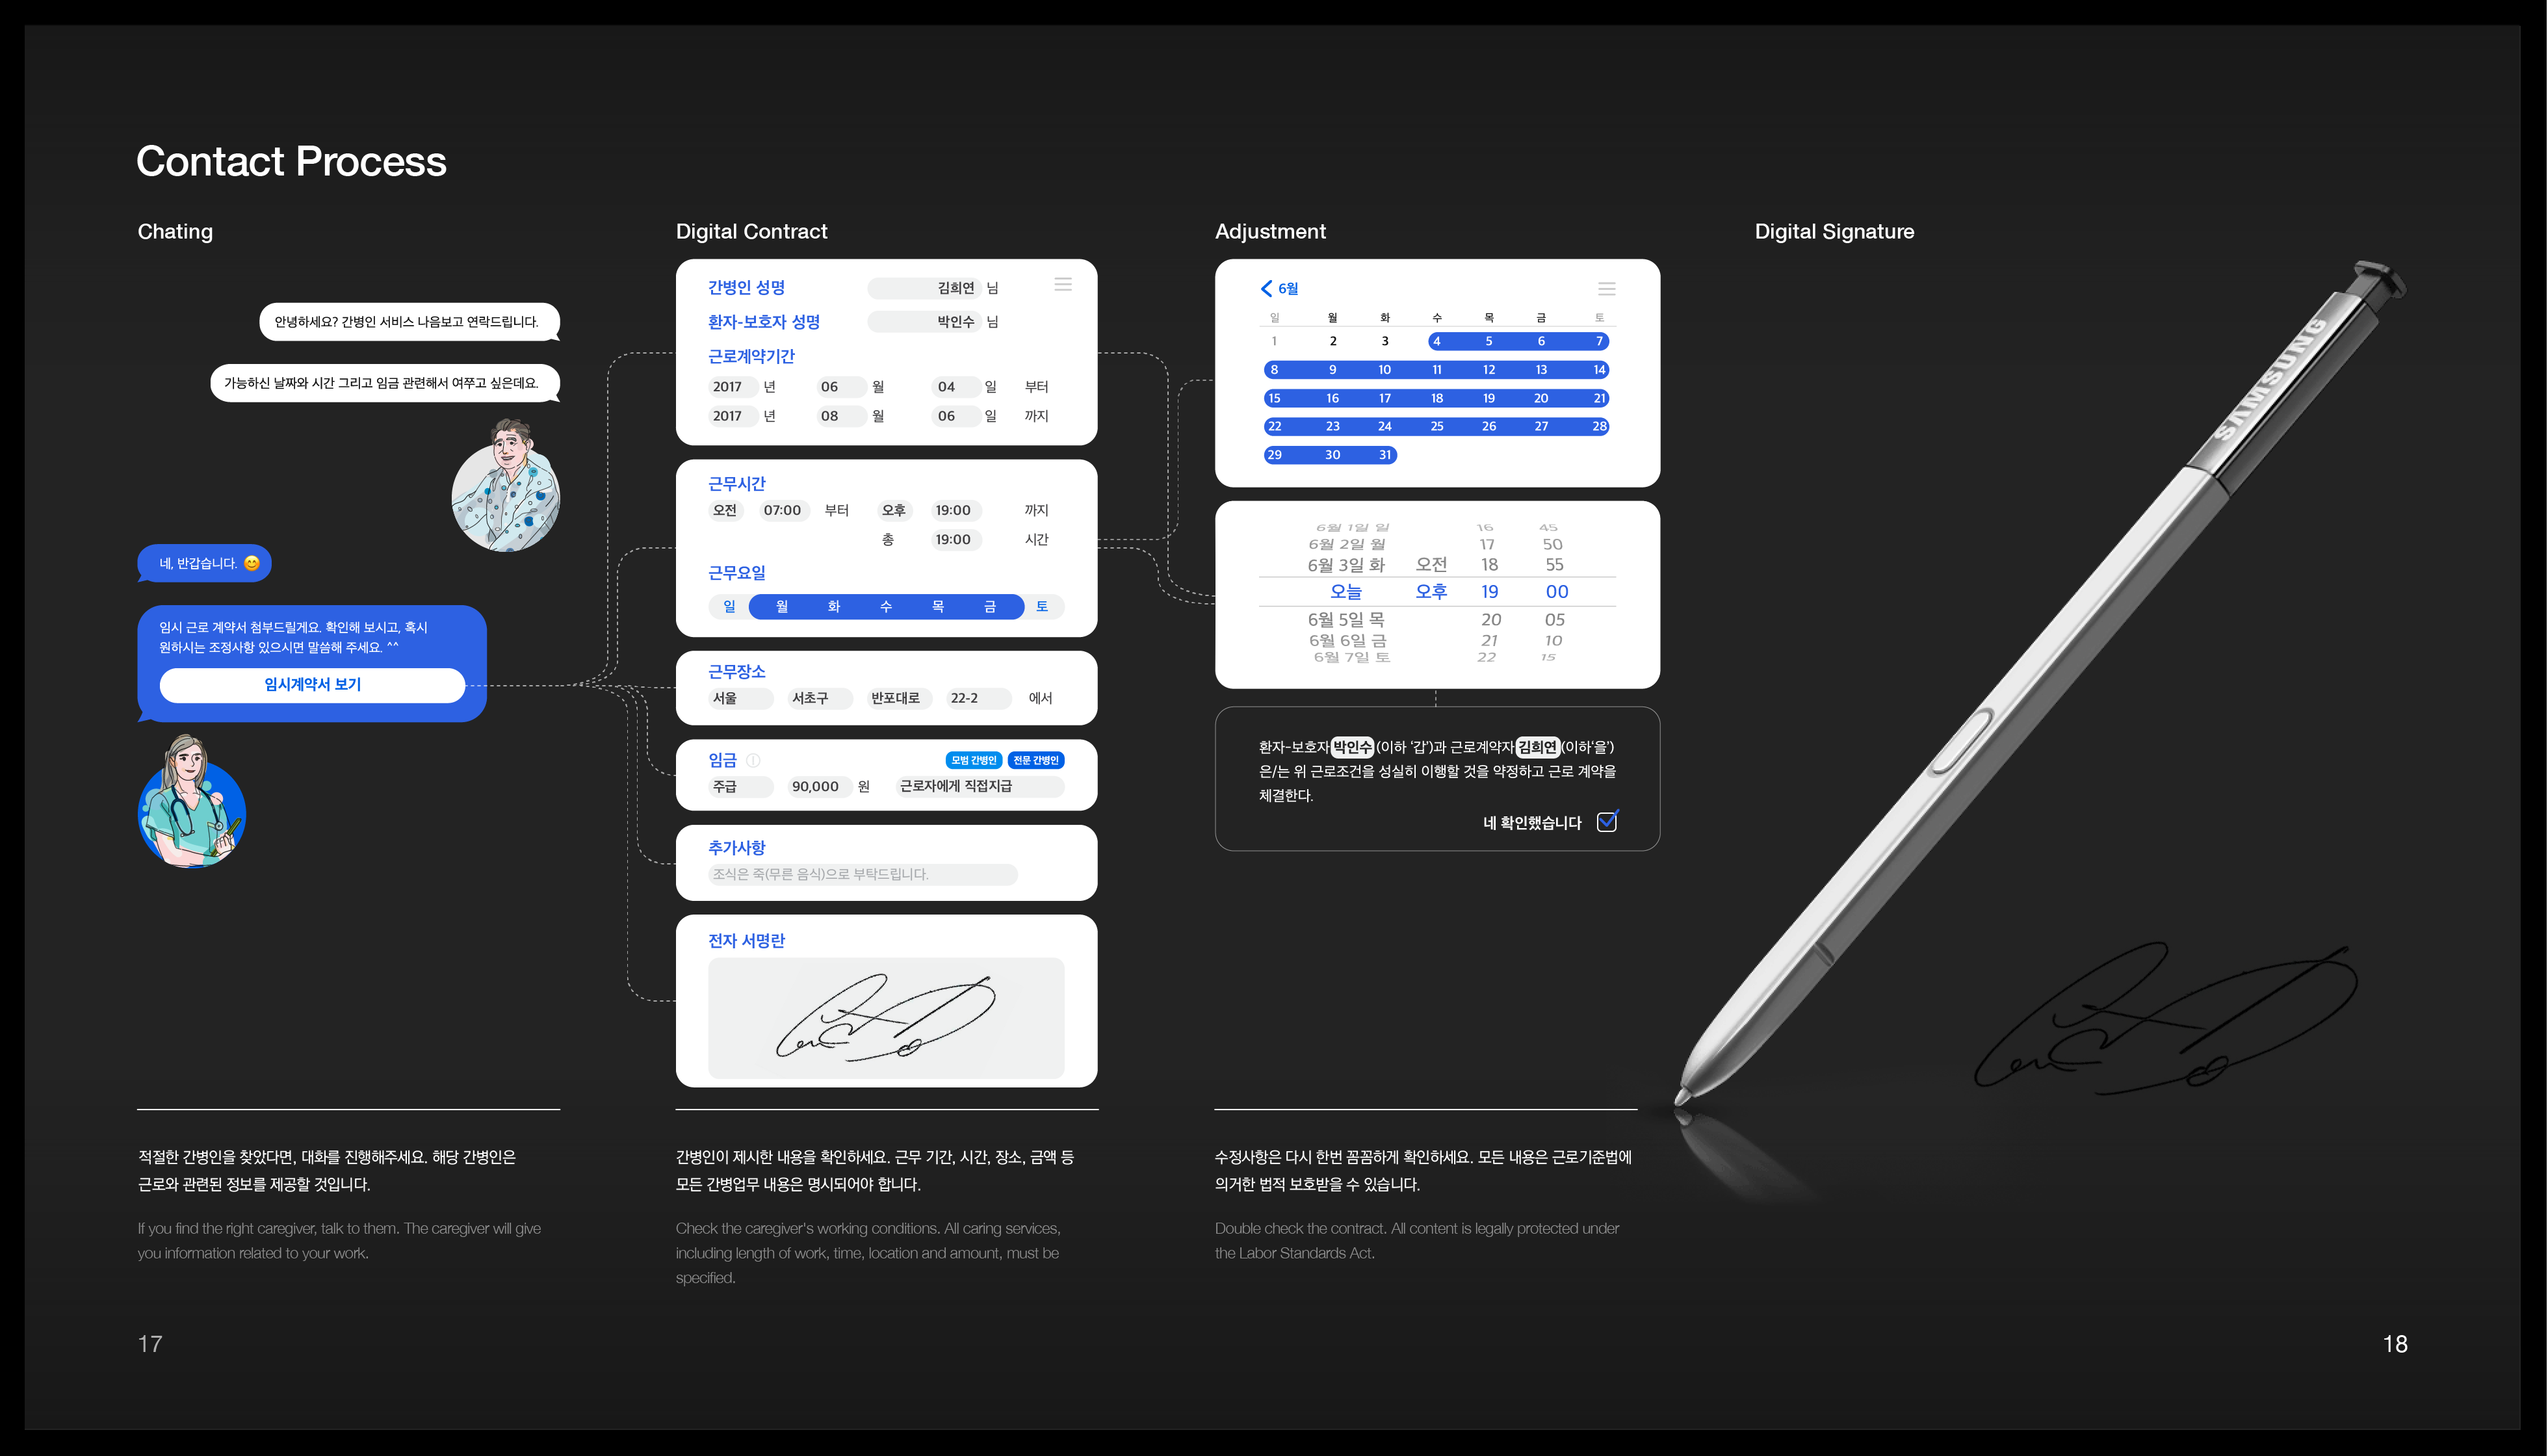 Contact Process
Chating
안녕하세요? 간병인 서비스 나음보고 연락드립니다.
가능하신 날짜와 시간 그리고 임금 관련해서 여쭈고 싶은데요.
네, 반갑습니다. 😊
임시 근로 계약서 첨부드릴게요. 확인해 보시고, 혹시
원하시는 조정사항 있으시면 말씀해 주세요. ^^
임시계약서 보기
적절한 간병인을 찾았다면, 대화를 진행해주세요. 해당 간병인은
근로와 관련된 정보를 제공할 것입니다.
If you find the right caregiver, talk to them. The caregiver will give
you information related to your work.
17
Digital Contract
간병인 성명 김희연 님
환자-보호자 성명 박인수 님
근로계약기간
2017 년 06 월 04 일 부터
2017 년 08 월 06 일 까지
근무시간
오전 07:00 부터 오후 19:00 까지
총 19:00 시간
근무요일
일 월 화 수 목 금 토
근무장소
서울 서초구 반포대로 22-2 에서
임금 모범 간병인 전문 간병인
주급 90,000 원 근로자에게 직접지급
추가사항
조식은 죽(무른 음식)으로 부탁드립니다.
전자 서명란
간병인이 제시한 내용을 확인하세요. 근무 기간, 시간, 장소, 금액 등
모든 간병업무 내용은 명시되어야 합니다.
Check the caregiver's working conditions. All caring services,
including length of work, time, location and amount, must be
specified.
Adjustment
6월
일 월 화 수 목 금 토
1 2 3 4 5 6 7
8 9 10 11 12 13 14
15 16 17 18 19 20 21
22 23 24 25 26 27 28
29 30 31
6월 1일 일 16 45
6월 2일 월 17 50
6월 3일 화 오전 18 55
오늘 오후 19 00
6월 5일 목 20 05
6월 6일 금 21 10
6월 7일 토 22 15
환자-보호자 박인수 (이하 ‘갑’)과 근로계약자 김희연 (이하‘을’)
은/는 위 근로조건을 성실히 이행할 것을 약정하고 근로 계약을
체결한다.
네 확인했습니다
수정사항은 다시 한번 꼼꼼하게 확인하세요. 모든 내용은 근로기준법에
의거한 법적 보호받을 수 있습니다.
Double check the contract. All content is legally protected under
the Labor Standards Act.
Digital Signature
SAMSUNG
18